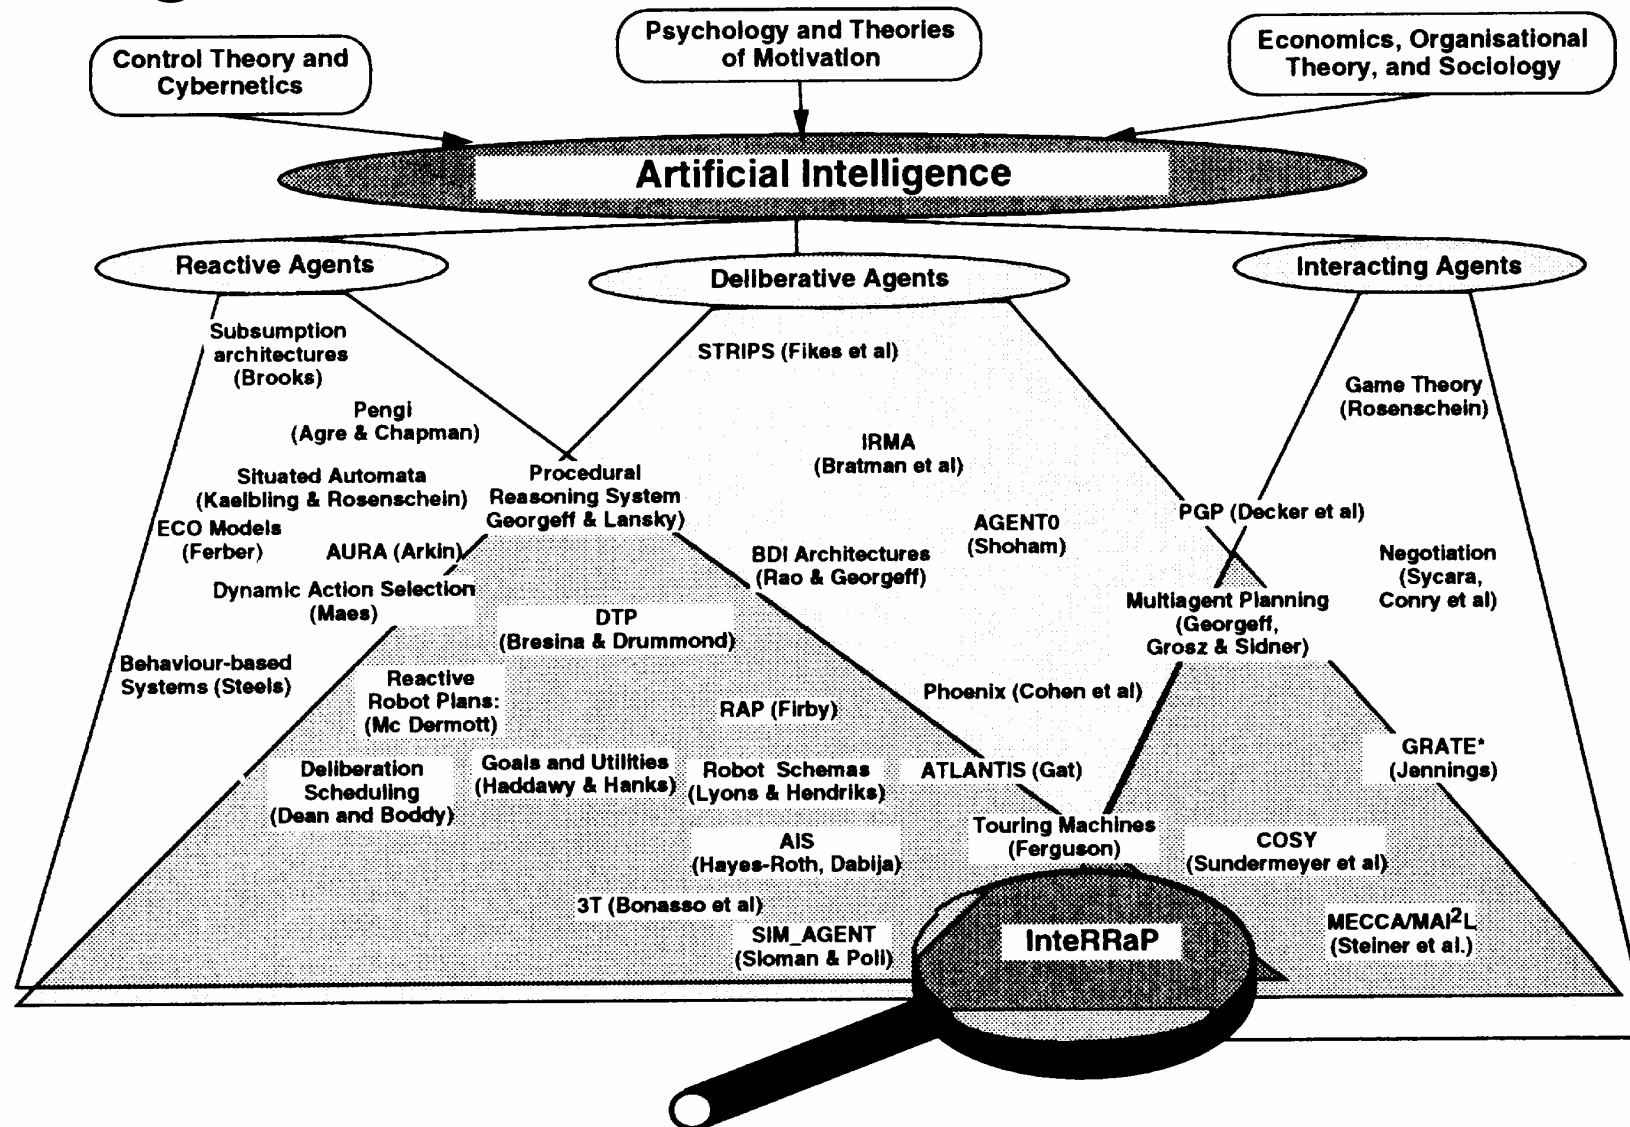 Control Theory and
Cybernetics
Psychology and Theories
of Motivation
Economics, Organisational
Theory, and Sociology
Artificial Intelligence
Reactive Agents
Deliberative Agents
Interacting Agents
Subsumption
architectures
(Brooks)
Pengi
(Agre & Chapman)
Situated Automata
(Kaelbling & Rosenschein)
ECO Models
(Ferber)
AURA (Arkin)
Dynamic Action Selection
(Maes)
Behaviour-based
Systems (Steels)
STRIPS (Fikes et al)
IRMA
(Bratman et al)
Procedural
Reasoning System
Georgeff & Lansky)
AGENT0
(Shoham)
BDI Architectures
(Rao & Georgeff)
DTP
(Bresina & Drummond)
Reactive
Robot Plans:
(Mc Dermott)
RAP (Firby)
Phoenix (Cohen et al)
Deliberation
Scheduling
(Dean and Boddy)
Goals and Utilities
(Haddawy & Hanks)
Robot Schemas
(Lyons & Hendriks)
ATLANTIS (Gat)
AIS
(Hayes-Roth, Dabija)
Touring Machines
(Ferguson)
3T (Bonasso et al)
SIM_AGENT
(Sloman & Poli)
InteRRaP
Game Theory
(Rosenschein)
PGP (Decker et al)
Negotiation
(Sycara,
Conry et al)
Multiagent Planning
(Georgeff,
Grosz & Sidner)
GRATE*
(Jennings)
COSY
(Sundermeyer et al)
MECCA/MAI²L
(Steiner et al.)